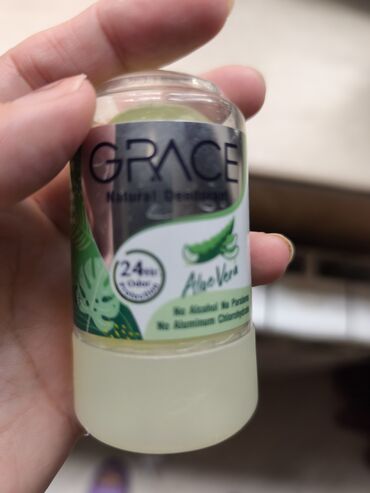 GRACE
Natural Deodorant
24HRS
Odor
Protection
Aloe Vera
No Alcohol No Parabens
No Aluminum Chlorohydrate